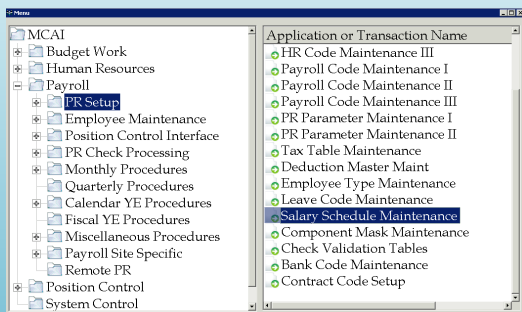 Menu
MCAI
Budget Work
Human Resources
Payroll
PR Setup
Employee Maintenance
Position Control Interface
PR Check Processing
Monthly Procedures
Quarterly Procedures
Calendar YE Procedures
Fiscal YE Procedures
Miscellaneous Procedures
Payroll Site Specific
Remote PR
Position Control
System Control
Application or Transaction Name
HR Code Maintenance III
Payroll Code Maintenance I
Payroll Code Maintenance II
Payroll Code Maintenance III
PR Parameter Maintenance I
PR Parameter Maintenance II
Tax Table Maintenance
Deduction Master Maint
Employee Type Maintenance
Leave Code Maintenance
Salary Schedule Maintenance
Component Mask Maintenance
Check Validation Tables
Bank Code Maintenance
Contract Code Setup